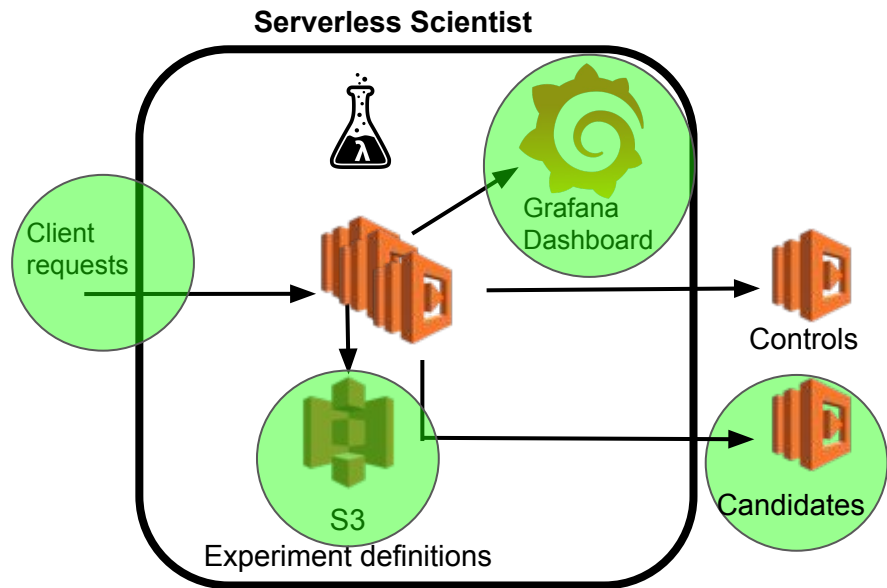 Serverless Scientist
λ
Grafana
Dashboard
Client
requests
Controls
S3
Candidates
Experiment definitions